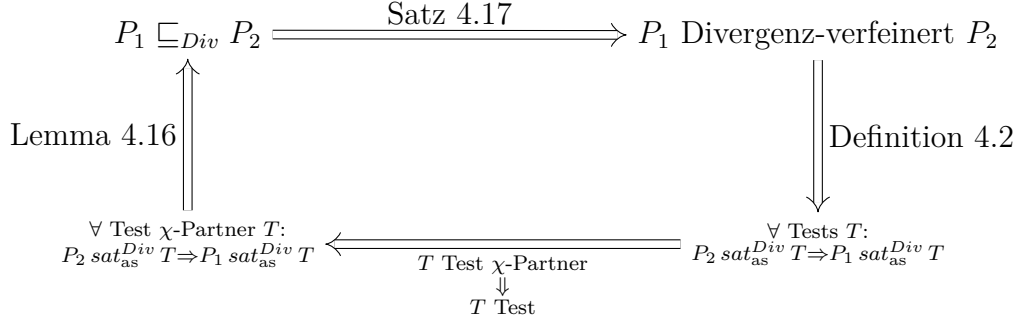 Satz 4.17
P₁ ⊑_Div P₂ ⟹ P₁ Divergenz-verfeinert P₂
Lemma 4.16
Definition 4.2
∀ Test χ-Partner T:
P₂ sat_as^Div T⇒P₁ sat_as^Div T
∀ Tests T:
P₂ sat_as^Div T⇒P₁ sat_as^Div T
T Test χ-Partner
⇓
T Test